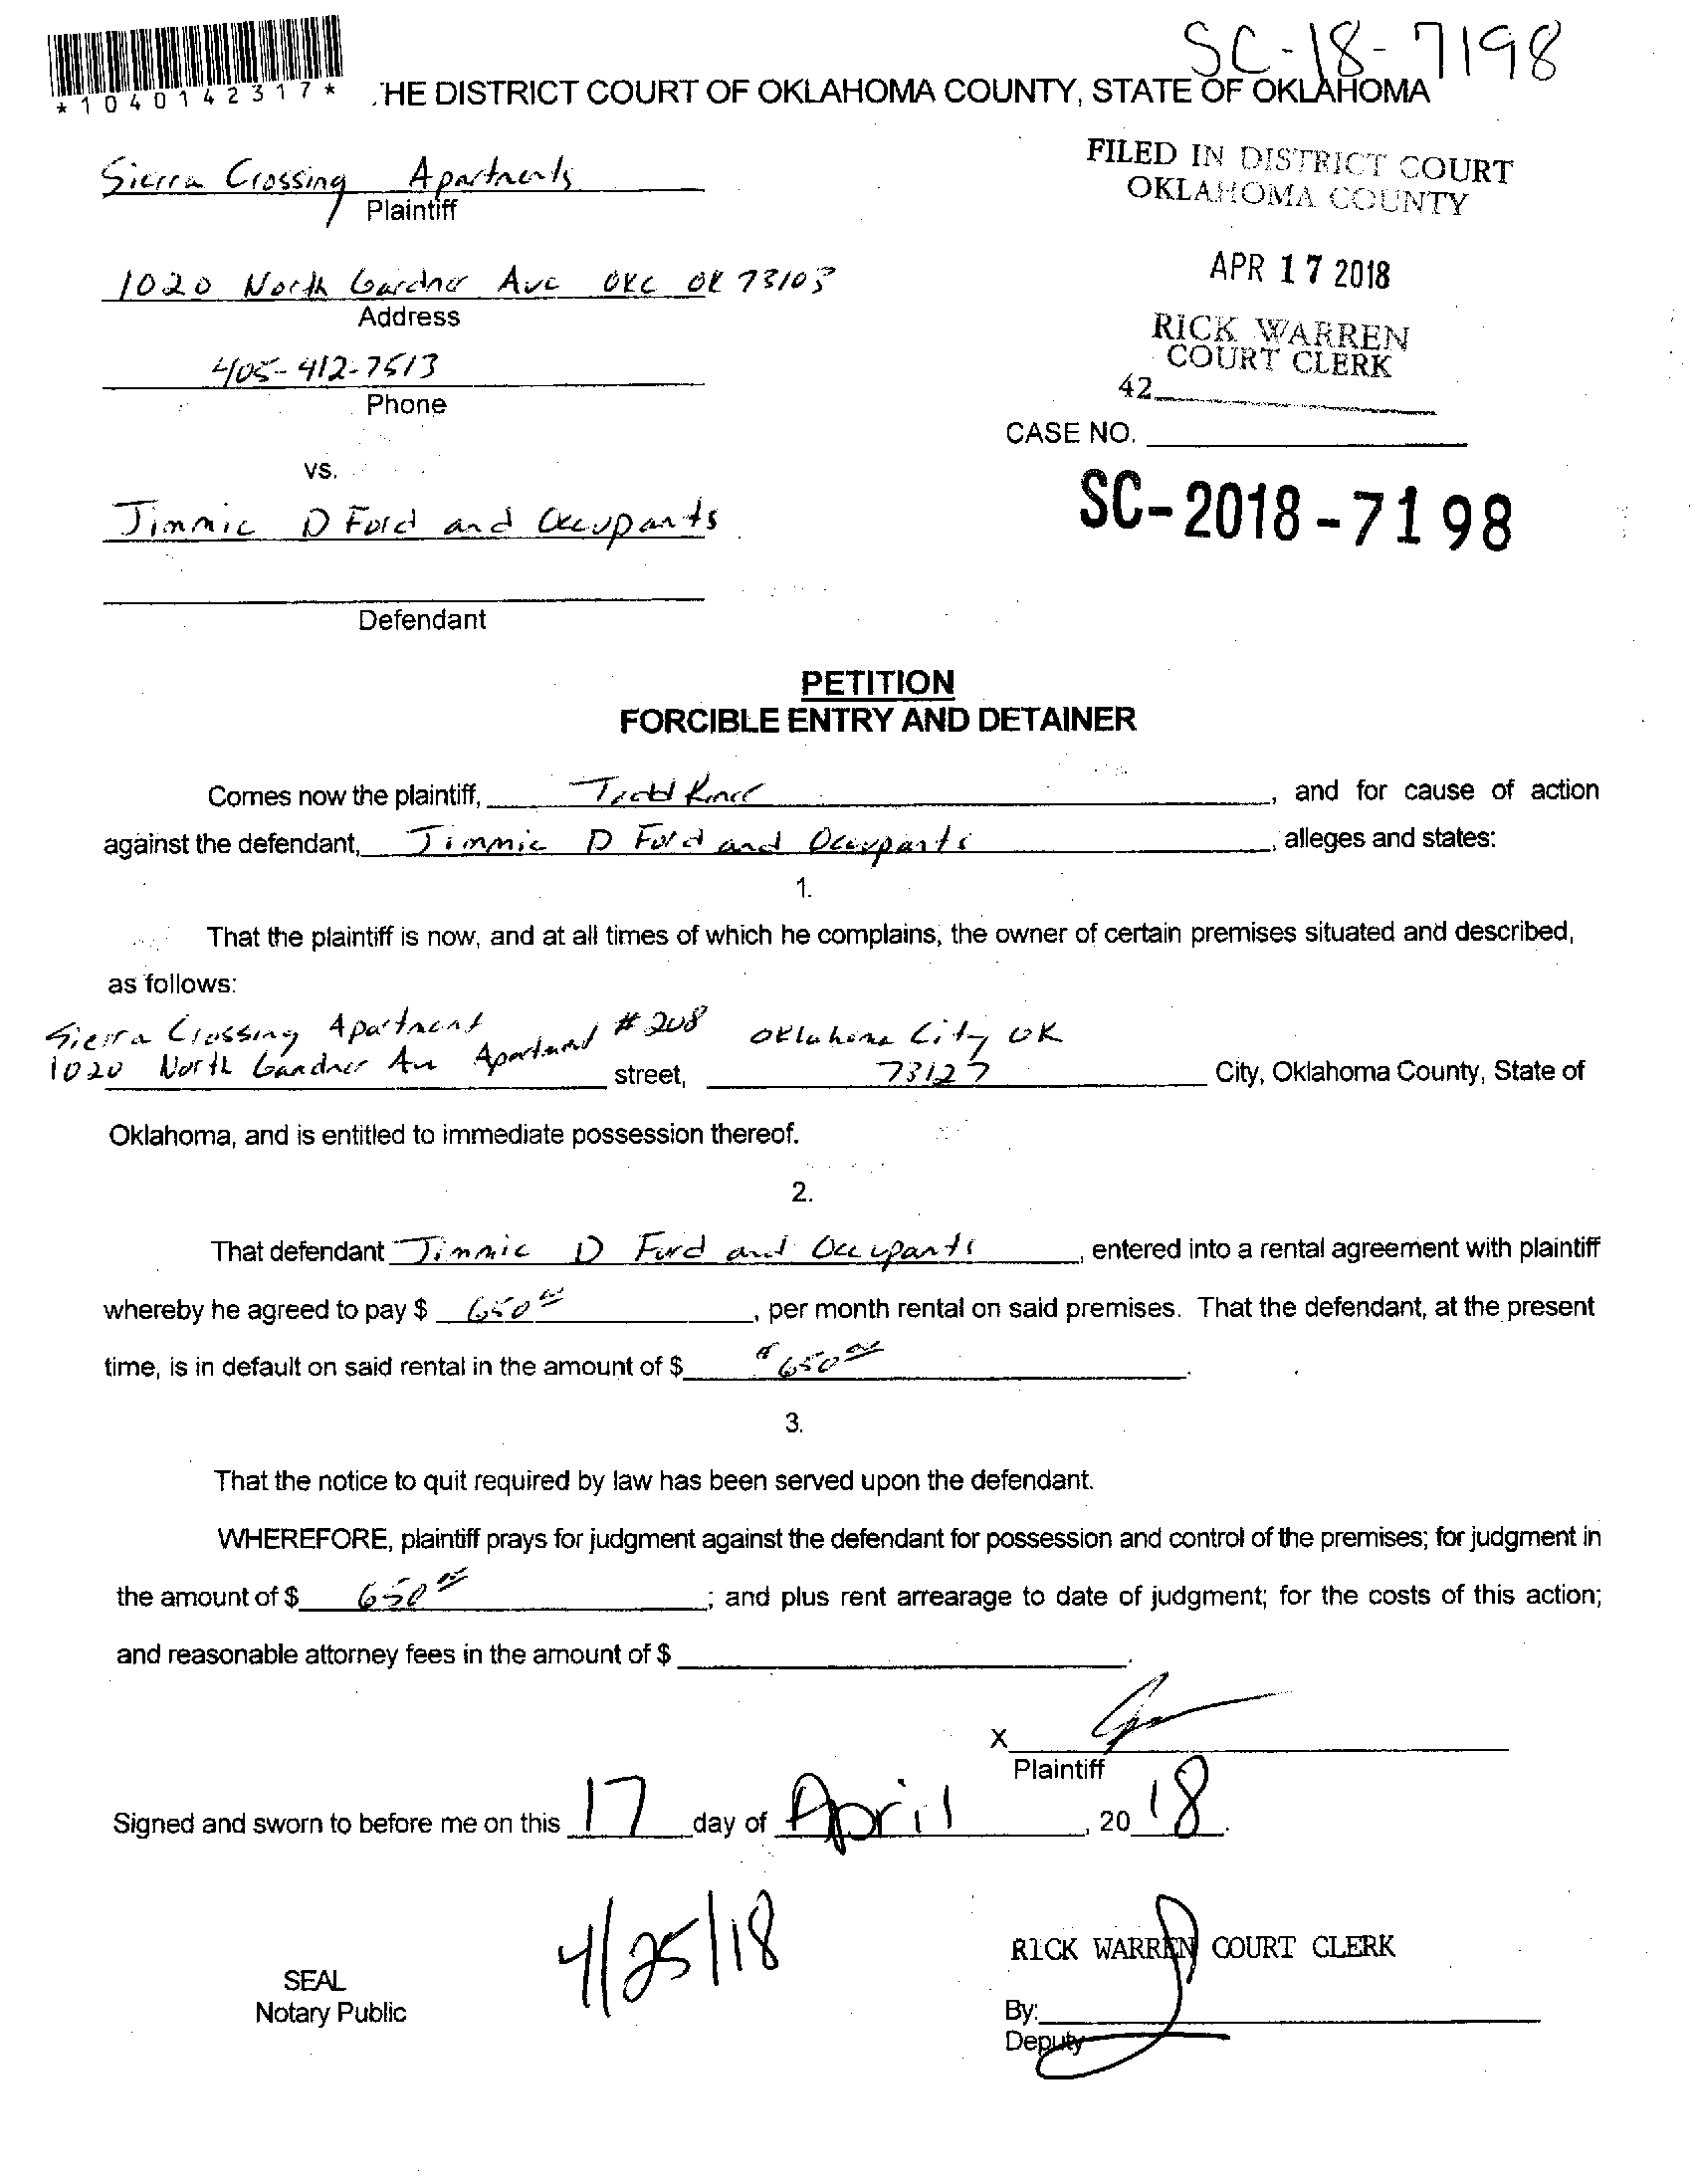 SC-18-7198
*1040142317*
HE DISTRICT COURT OF OKLAHOMA COUNTY, STATE OF OKLAHOMA
Sierra Crossing Apartments
Plaintiff
FILED IN DISTRICT COURT
OKLAHOMA COUNTY
1020 North Gardner Ave OKC OK 73103
Address
APR 17 2018
RICK WARREN
COURT CLERK
405-412-7513
Phone
42
CASE NO.
vs.
SC-2018-7198
Jimmie D Ford and Occupants
Defendant
PETITION
FORCIBLE ENTRY AND DETAINER
Comes now the plaintiff, Todd, and for cause of action
against the defendant, Jimmie D Ford and Occupants, alleges and states:
1.
That the plaintiff is now, and at all times of which he complains, the owner of certain premises situated and described,
as follows:
Sierra Crossing Apartment
1020 North Gardner Av Apartment #208 street, Oklahoma City OK 73127 City, Oklahoma County, State of
Oklahoma, and is entitled to immediate possession thereof.
2.
That defendant Jimmie D Ford and Occupants, entered into a rental agreement with plaintiff
whereby he agreed to pay $ 650.00, per month rental on said premises. That the defendant, at the present
time, is in default on said rental in the amount of $ $650.00.
3.
That the notice to quit required by law has been served upon the defendant.
WHEREFORE, plaintiff prays for judgment against the defendant for possession and control of the premises; for judgment in
the amount of $ 650.00; and plus rent arrearage to date of judgment; for the costs of this action;
and reasonable attorney fees in the amount of $ .
X
Plaintiff
Signed and sworn to before me on this 17 day of April, 2018.
4/25/18
RICK WARREN COURT CLERK
SEAL
Notary Public
By:
Deputy